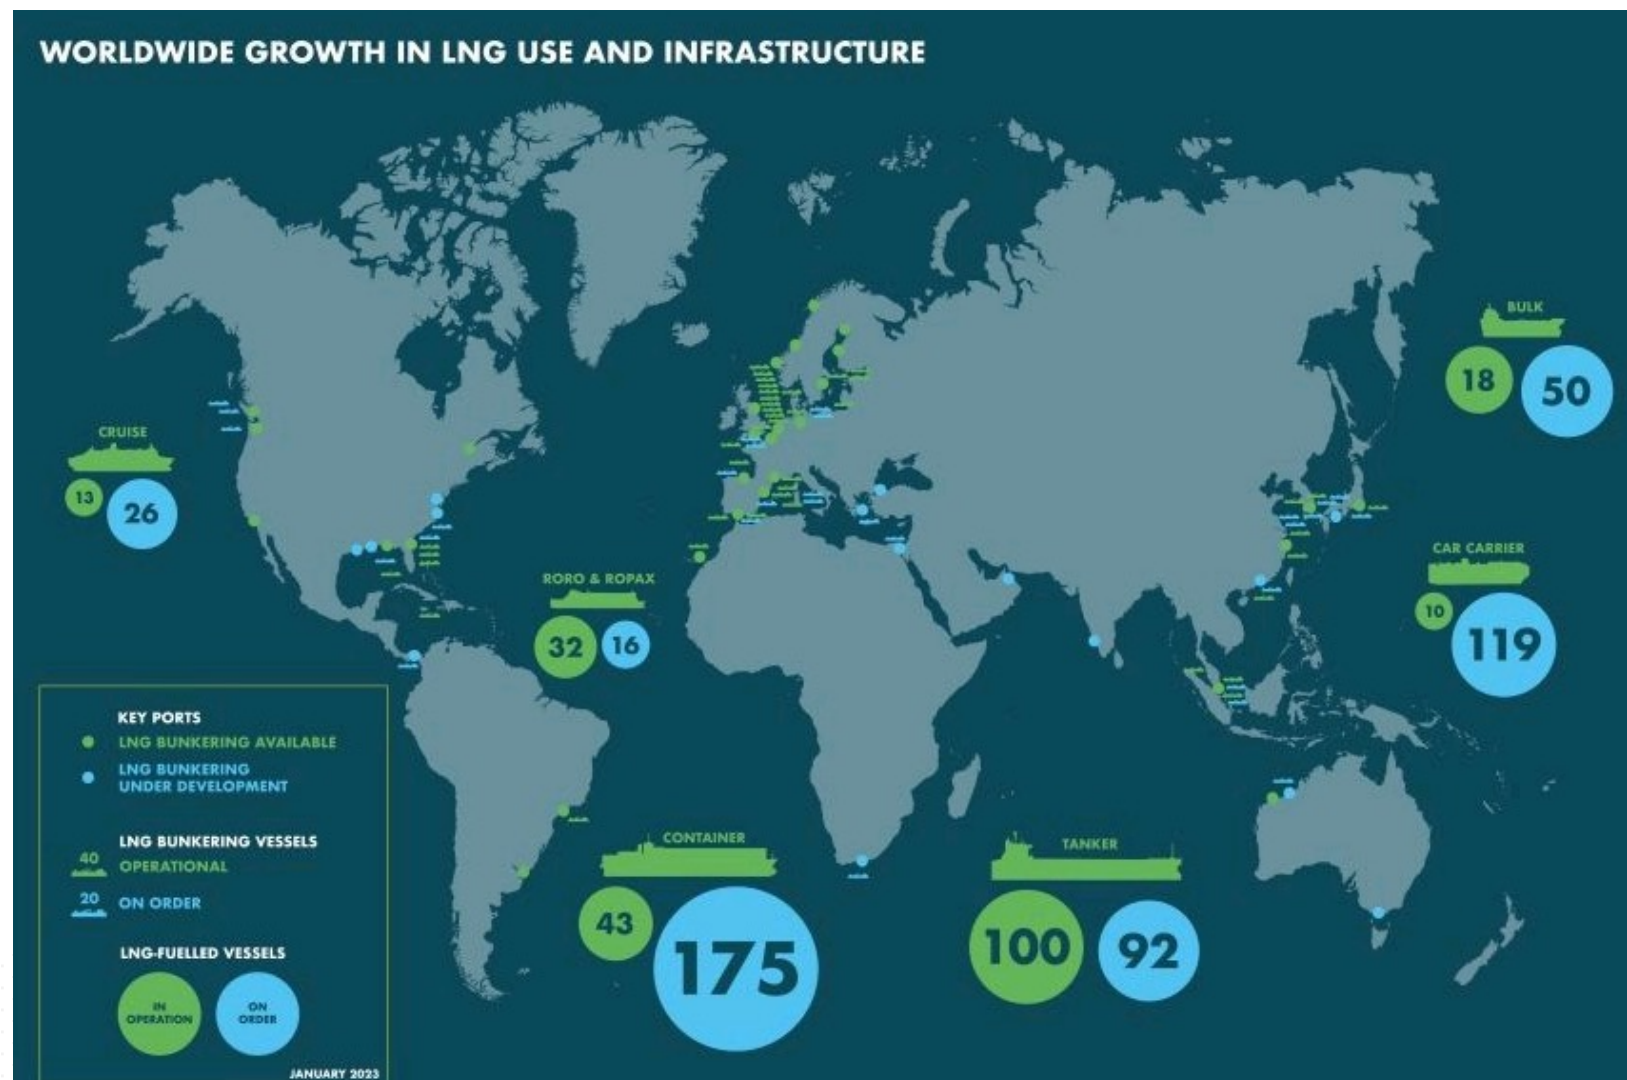 WORLDWIDE GROWTH IN LNG USE AND INFRASTRUCTURE
BULK
18
50
CRUISE
13
26
CAR CARRIER
10
119
RORO & ROPAX
32
16
KEY PORTS
LNG BUNKERING AVAILABLE
LNG BUNKERING
UNDER DEVELOPMENT
LNG BUNKERING VESSELS
40
OPERATIONAL
20
ON ORDER
LNG-FUELLED VESSELS
IN
OPERATION
ON
ORDER
JANUARY 2023
CONTAINER
43
175
TANKER
100
92